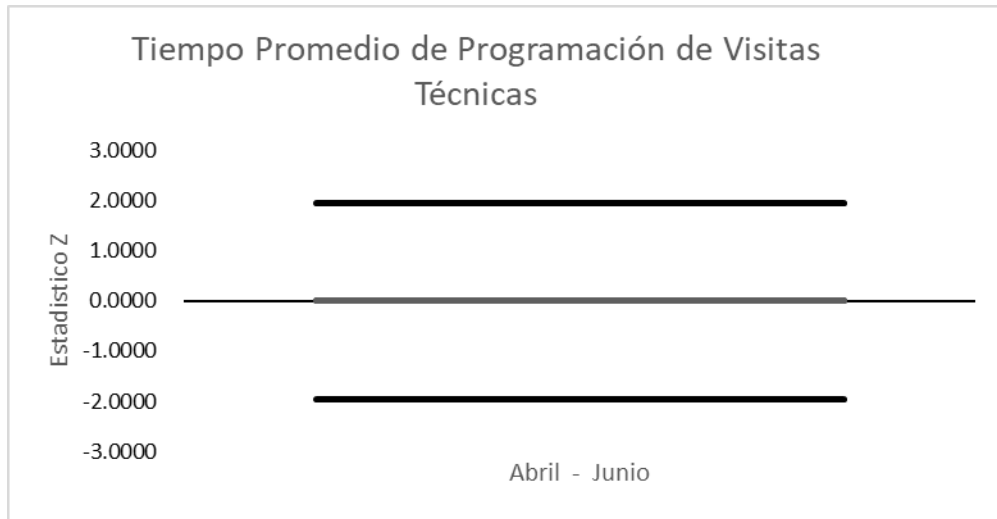 Tiempo Promedio de Programación de Visitas
Técnicas
3.0000
2.0000
1.0000
0.0000
-1.0000
-2.0000
-3.0000
Estadistico Z
Abril - Junio